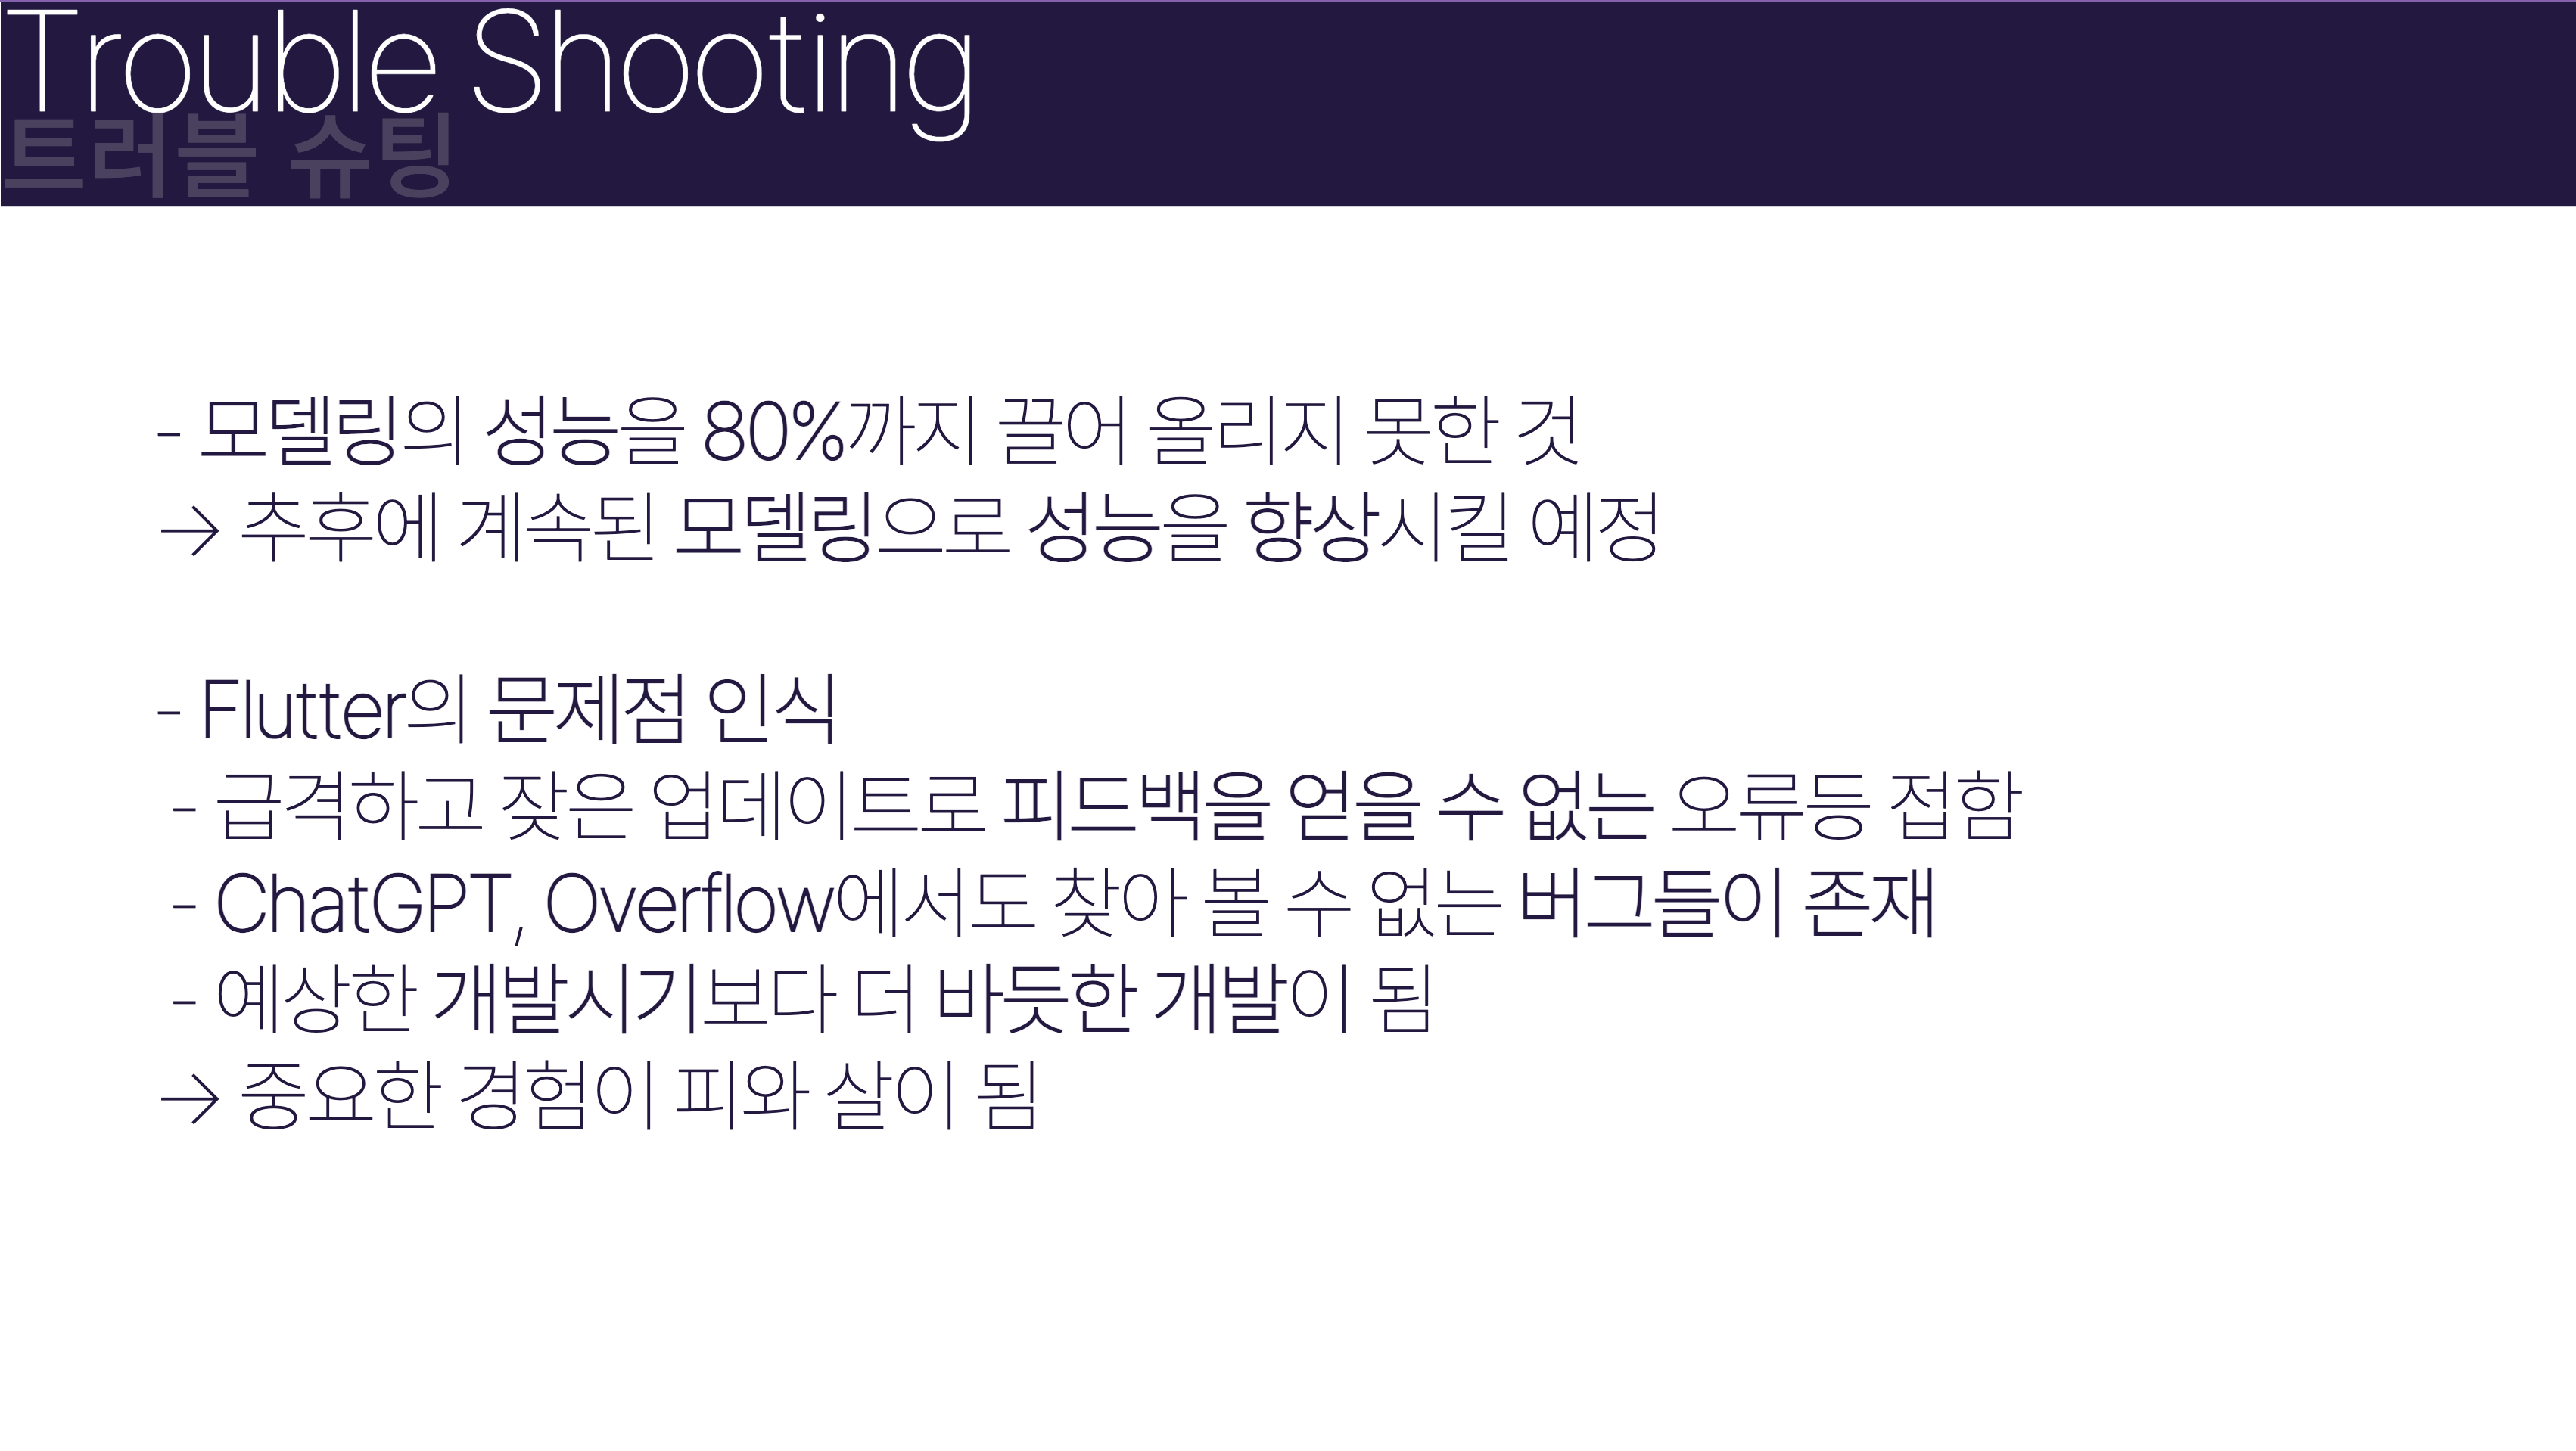 Trouble Shooting
트러블 슈팅
- 모델링의 성능을 80%까지 끌어 올리지 못한 것
→ 추후에 계속된 모델링으로 성능을 향상시킬 예정
- Flutter의 문제점 인식
- 급격하고 잦은 업데이트로 피드백을 얻을 수 없는 오류등 접함
- ChatGPT, Overflow에서도 찾아 볼 수 없는 버그들이 존재
- 예상한 개발시기보다 더 바듯한 개발이 됨
→ 중요한 경험이 피와 살이 됨